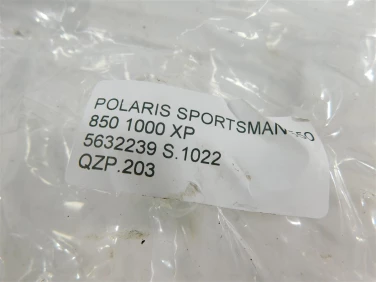 POLARIS SPORTSMAN
850 1000 XP
5632239 S.1022
QZP.203